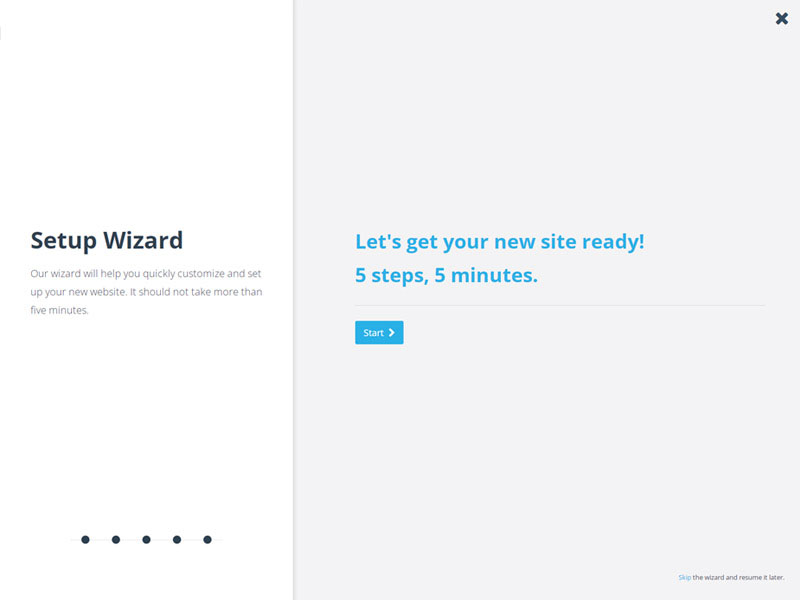 Setup Wizard
Our wizard will help you quickly customize and set
up your new website. It should not take more than
five minutes.
Let's get your new site ready!
5 steps, 5 minutes.
Start
Skip the wizard and resume it later.